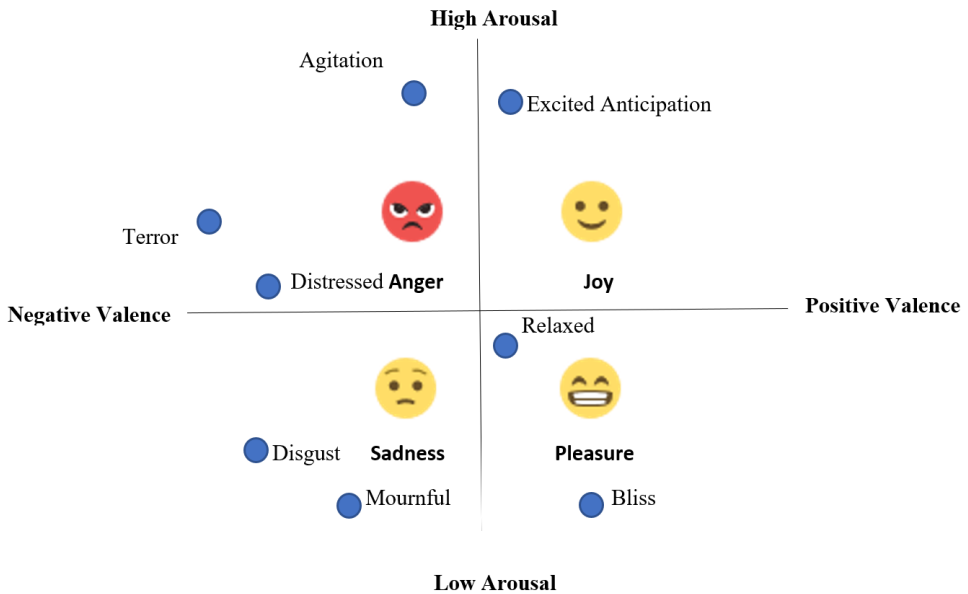 High Arousal
Agitation
Excited Anticipation
Terror
Distressed Anger
Joy
Negative Valence
Positive Valence
Relaxed
Disgust
Sadness
Pleasure
Mournful
Bliss
Low Arousal